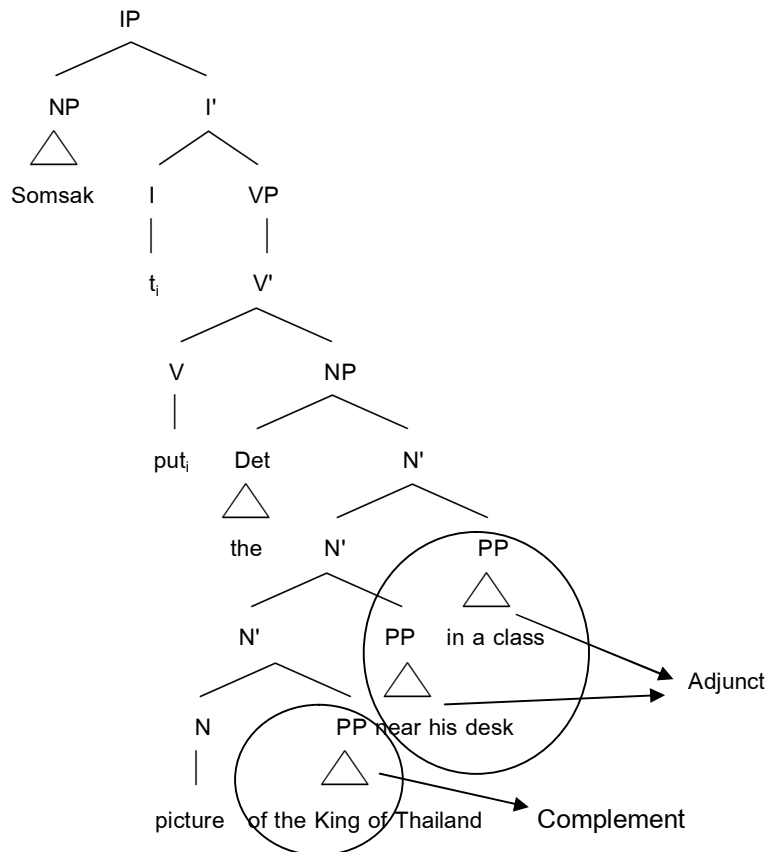 IP
NP I'
Somsak I VP
tᵢ V'
V NP
putᵢ Det N'
the N' PP
N' PP in a class
Adjunct
N PP near his desk
picture of the King of Thailand Complement